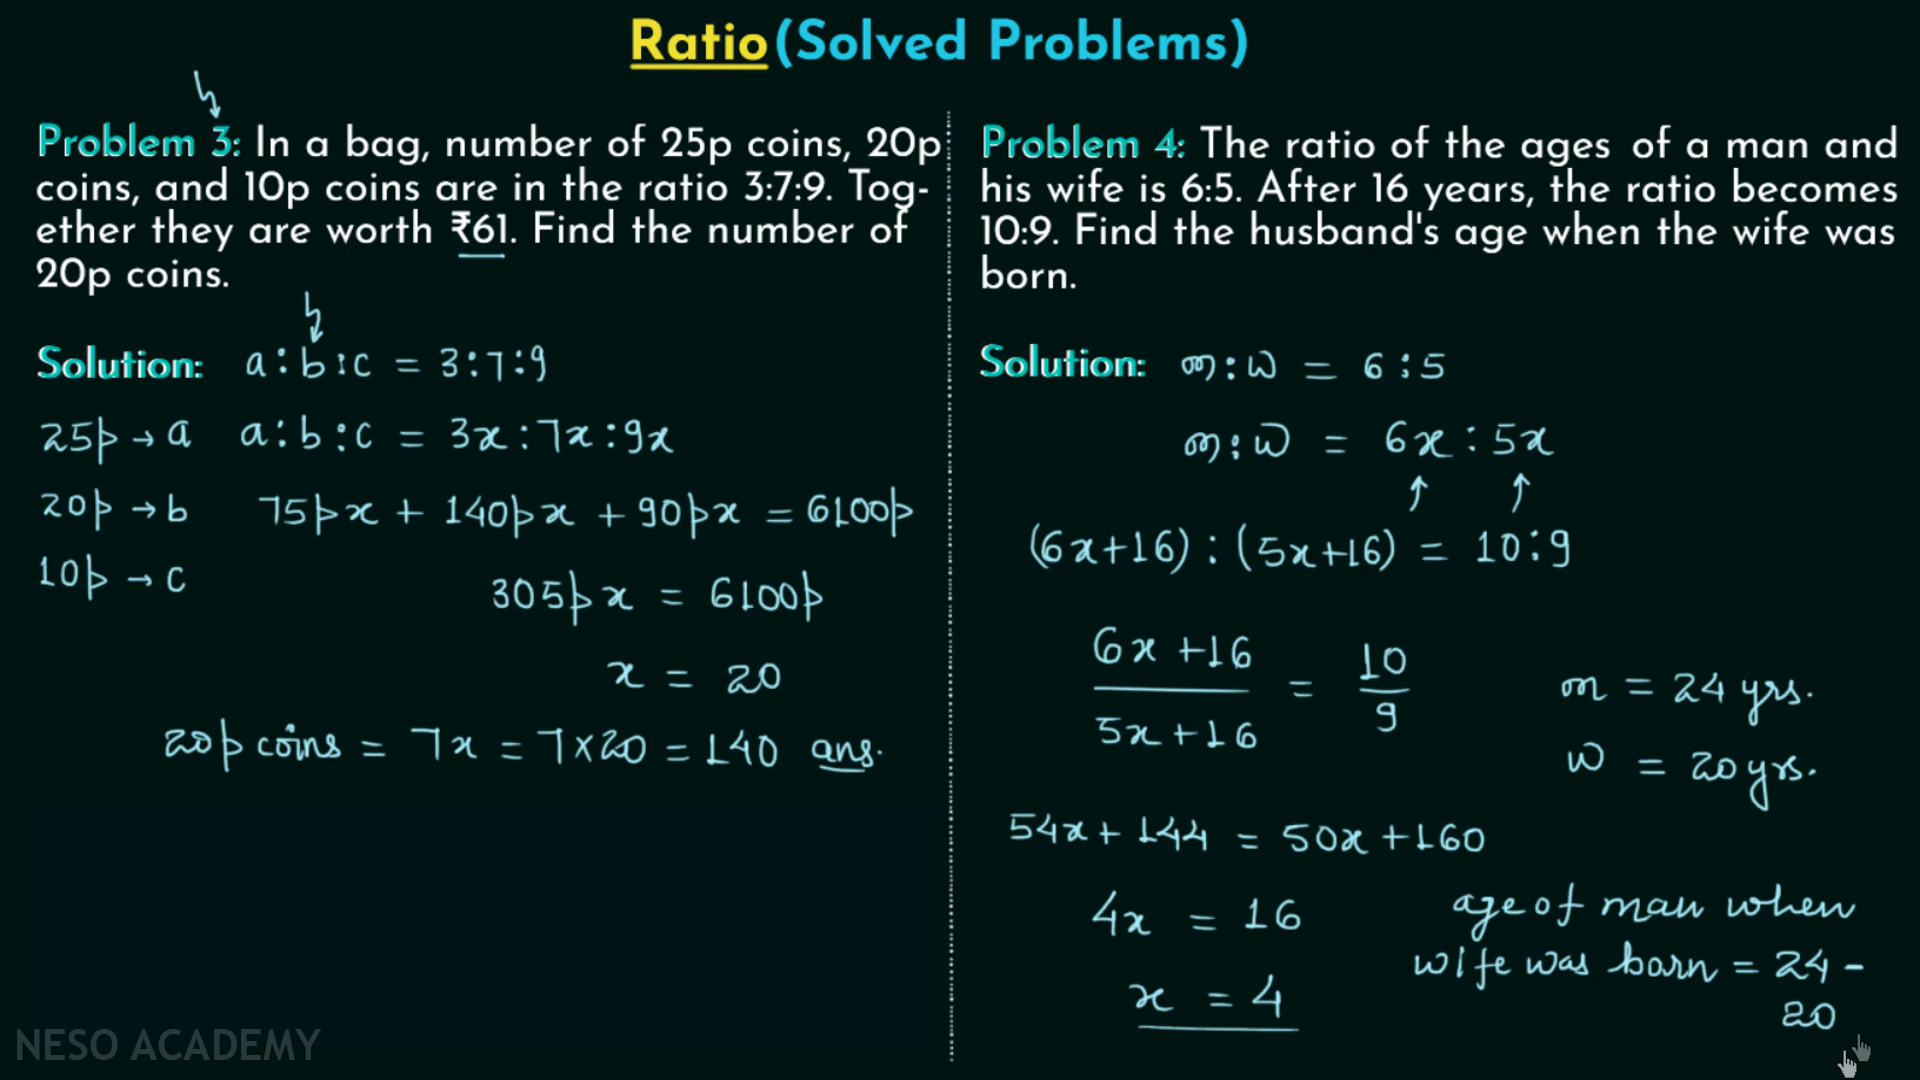 Ratio(Solved Problems)
Problem 3: In a bag, number of 25p coins, 20p
coins, and 10p coins are in the ratio 3:7:9. Tog-
ether they are worth ₹61. Find the number of
20p coins.
Solution: a:b:c = 3:7:9
25p → a a:b:c = 3x:7x:9x
20p → b 75px + 140px + 90px = 6100p
10p → c
305px = 6100p
x = 20
20p coins = 7x = 7×20 = 140 ans.
Problem 4: The ratio of the ages of a man and
his wife is 6:5. After 16 years, the ratio becomes
10:9. Find the husband's age when the wife was
born.
Solution: m:w = 6:5
m:w = 6x:5x
(6x+16):(5x+16) = 10:9
6x+16 / 5x+16 = 10/9
m = 24 yrs.
w = 20 yrs.
54x+144 = 50x+160
4x = 16
x = 4
age of man when
wife was born = 24 -
20
NESO ACADEMY